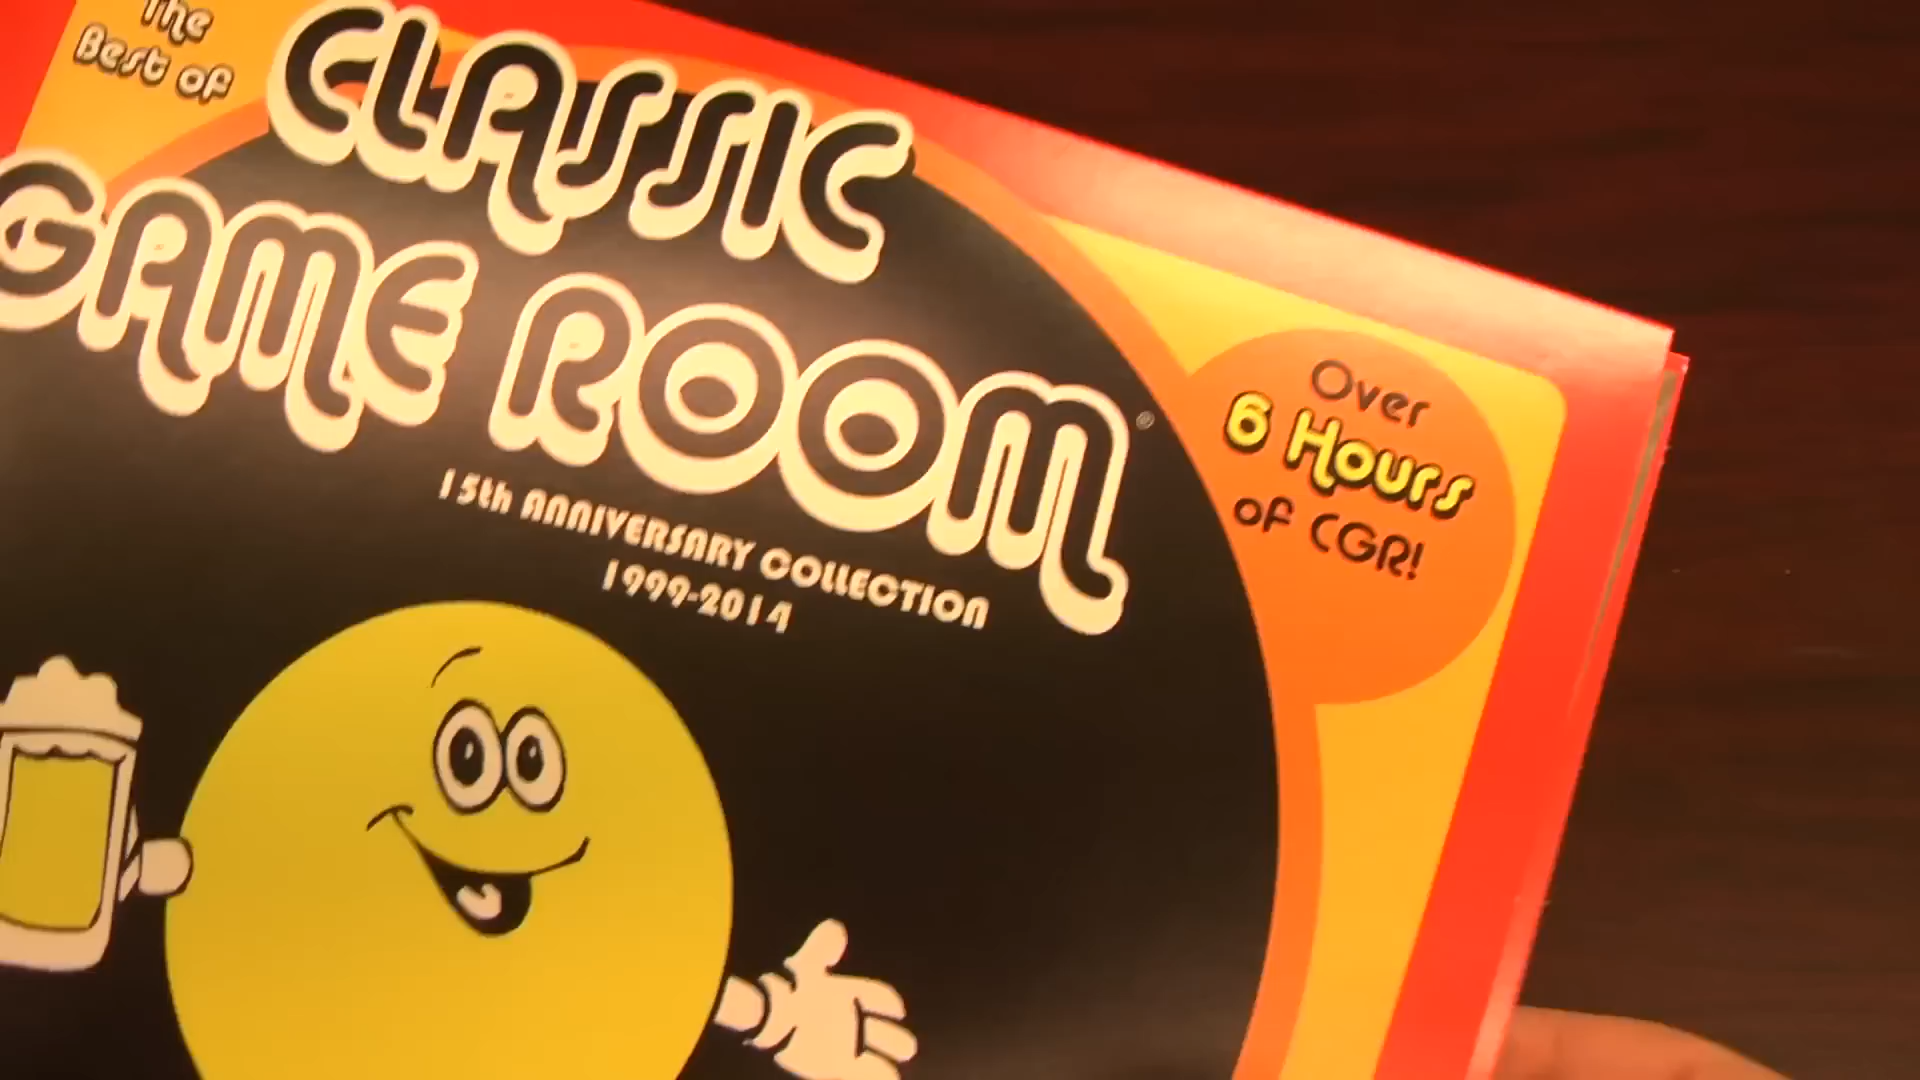 The
Best of
CLASSIC
GAME ROOM®
15th ANNIVERSARY COLLECTION
1999-2014
Over
6 Hours
of CGR!